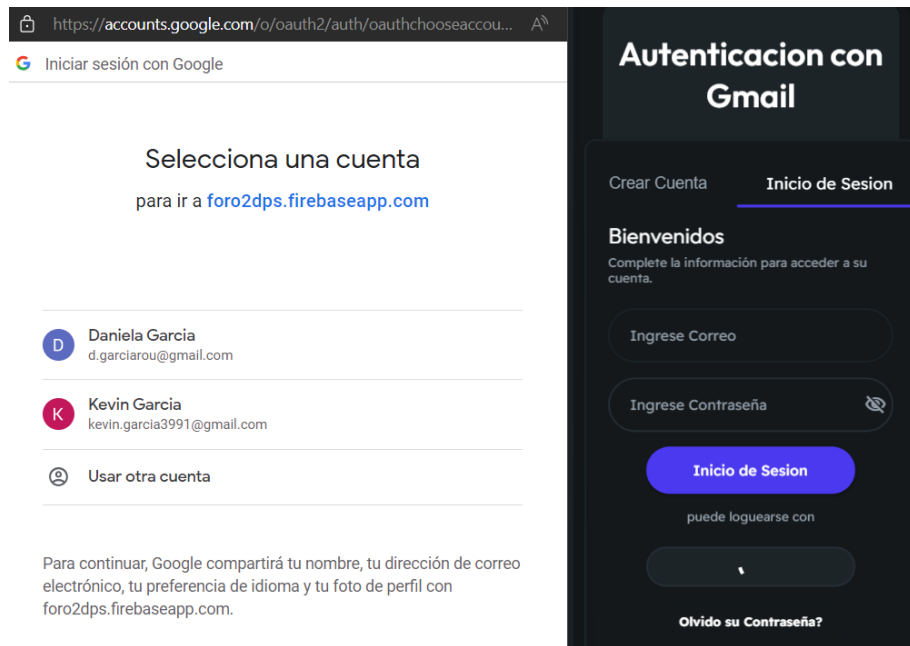 https://accounts.google.com/o/oauth2/auth/oauthchooseaccou...
Iniciar sesión con Google
Selecciona una cuenta
para ir a foro2dps.firebaseapp.com
D
Daniela Garcia
d.garciarou@gmail.com
K
Kevin Garcia
kevin.garcia3991@gmail.com
Usar otra cuenta
Para continuar, Google compartirá tu nombre, tu dirección de correo
electrónico, tu preferencia de idioma y tu foto de perfil con
foro2dps.firebaseapp.com.
Autenticacion con
Gmail
Crear Cuenta
Inicio de Sesion
Bienvenidos
Complete la información para acceder a su
cuenta.
Ingrese Correo
Ingrese Contraseña
Inicio de Sesion
puede loguearse con
Olvido su Contraseña?